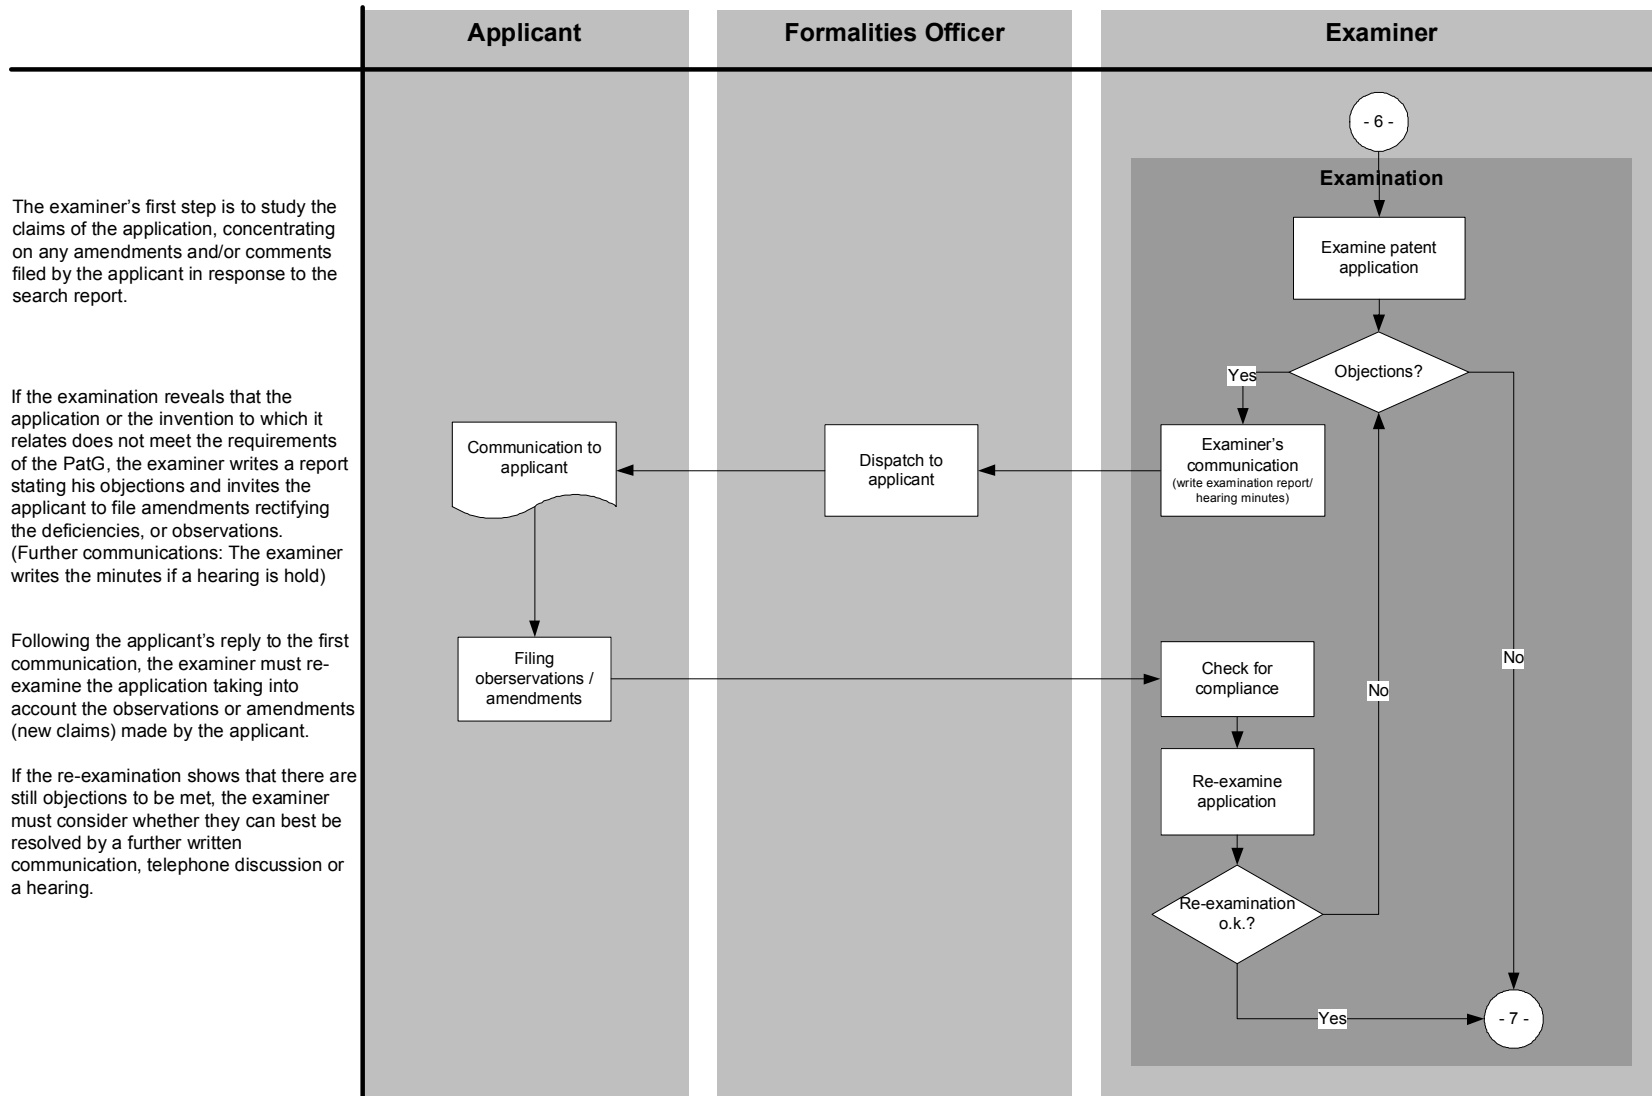 Applicant
Formalities Officer
Examiner
- 6 -
Examination
The examiner's first step is to study the
claims of the application, concentrating
on any amendments and/or comments
filed by the applicant in response to the
search report.
Examine patent
application
Objections?
Yes
If the examination reveals that the
application or the invention to which it
relates does not meet the requirements
of the PatG, the examiner writes a report
stating his objections and invites the
applicant to file amendments rectifying
the deficiencies, or observations.
(Further communications: The examiner
writes the minutes if a hearing is hold)
Communication to
applicant
Dispatch to
applicant
Examiner's
communication
(write examination report/
hearing minutes)
Following the applicant's reply to the first
communication, the examiner must re-
examine the application taking into
account the observations or amendments
(new claims) made by the applicant.
Filing
oberservations /
amendments
Check for
compliance
No
No
If the re-examination shows that there are
still objections to be met, the examiner
must consider whether they can best be
resolved by a further written
communication, telephone discussion or
a hearing.
Re-examine
application
Re-examination
o.k.?
Yes
- 7 -